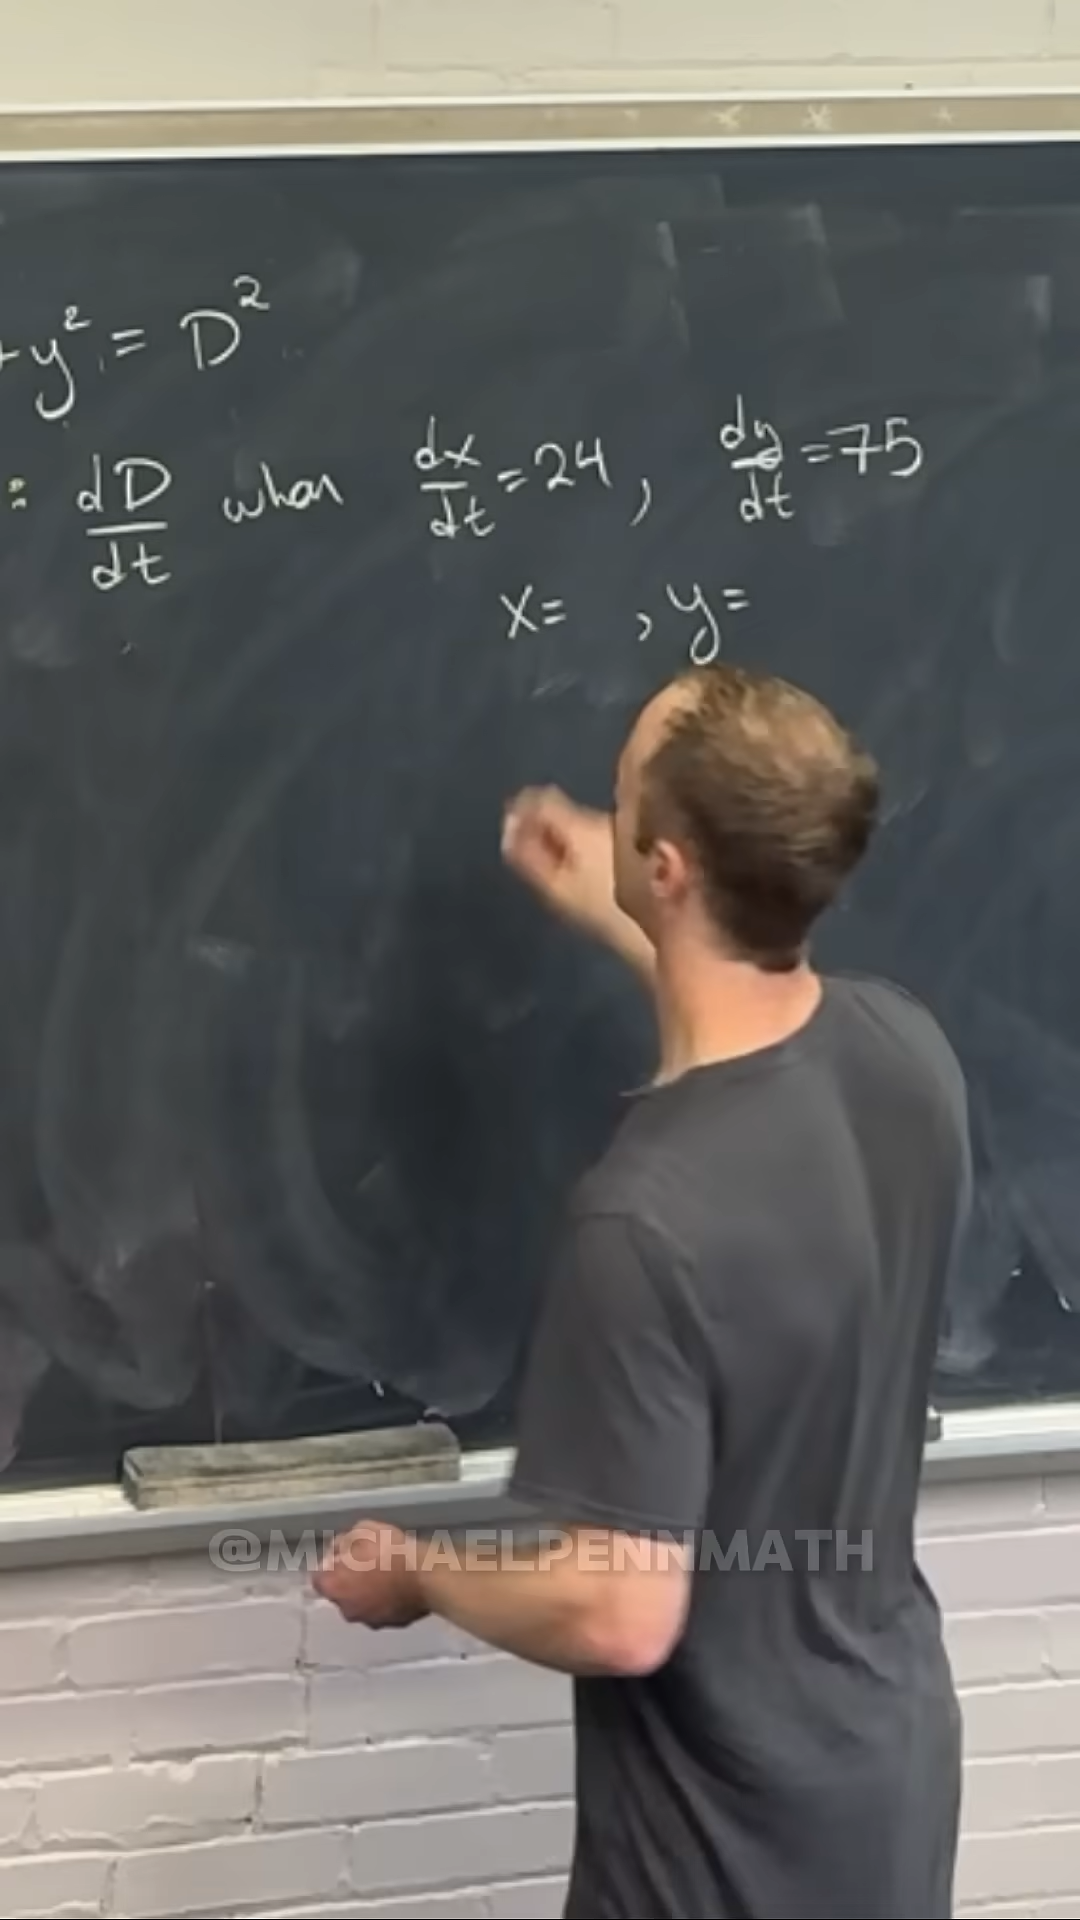 +y² = D²
: dD/dt when dx/dt = 24, dy/dt = 75
x= , y=
@MICHAELPENNMATH